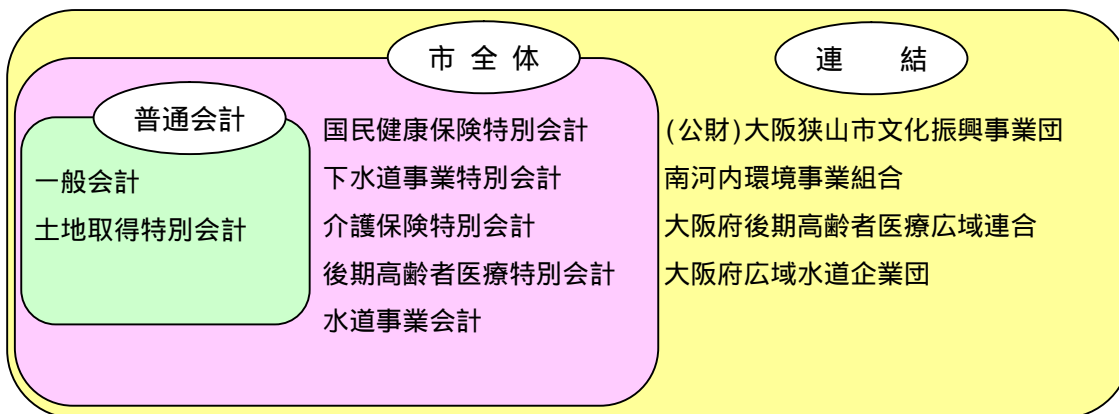 市全体
連結
普通会計
一般会計
土地取得特別会計
国民健康保険特別会計
下水道事業特別会計
介護保険特別会計
後期高齢者医療特別会計
水道事業会計
(公財)大阪狭山市文化振興事業団
南河内環境事業組合
大阪府後期高齢者医療広域連合
大阪府広域水道企業団